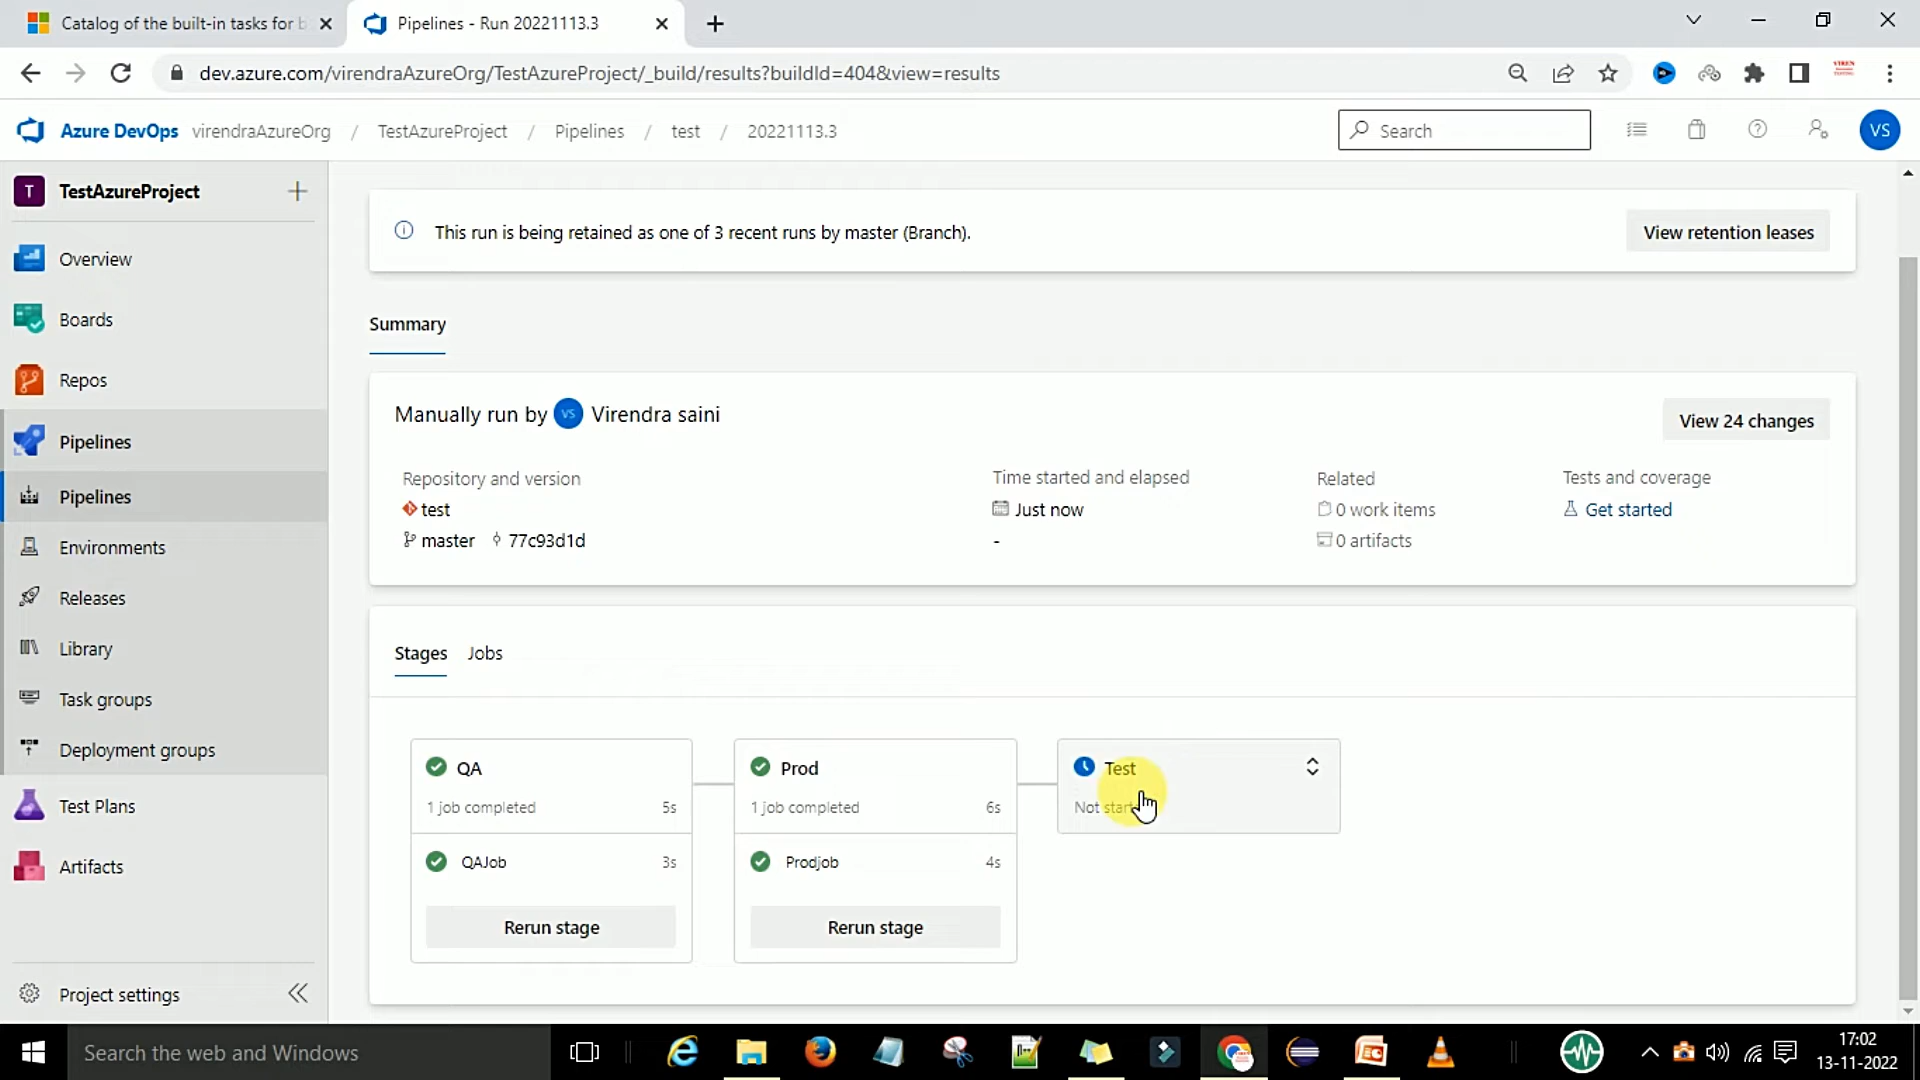 Catalog of the built-in tasks for b
Pipelines - Run 20221113.3
dev.azure.com/virendraAzureOrg/TestAzureProject/_build/results?buildId=404&view=results
Azure DevOps virendraAzureOrg / TestAzureProject / Pipelines / test / 20221113.3
Search
VS
T TestAzureProject
Overview
Boards
Repos
Pipelines
Pipelines
Environments
Releases
Library
Task groups
Deployment groups
Test Plans
Artifacts
Project settings
This run is being retained as one of 3 recent runs by master (Branch).
View retention leases
Summary
Manually run by VS Virendra saini
View 24 changes
Repository and version
test
master 77c93d1d
Time started and elapsed
Just now
-
Related
0 work items
0 artifacts
Tests and coverage
Get started
Stages Jobs
QA
1 job completed 5s
QAJob 3s
Rerun stage
Prod
1 job completed 6s
Prodjob 4s
Rerun stage
Test
Not start
Search the web and Windows
17:02
13-11-2022